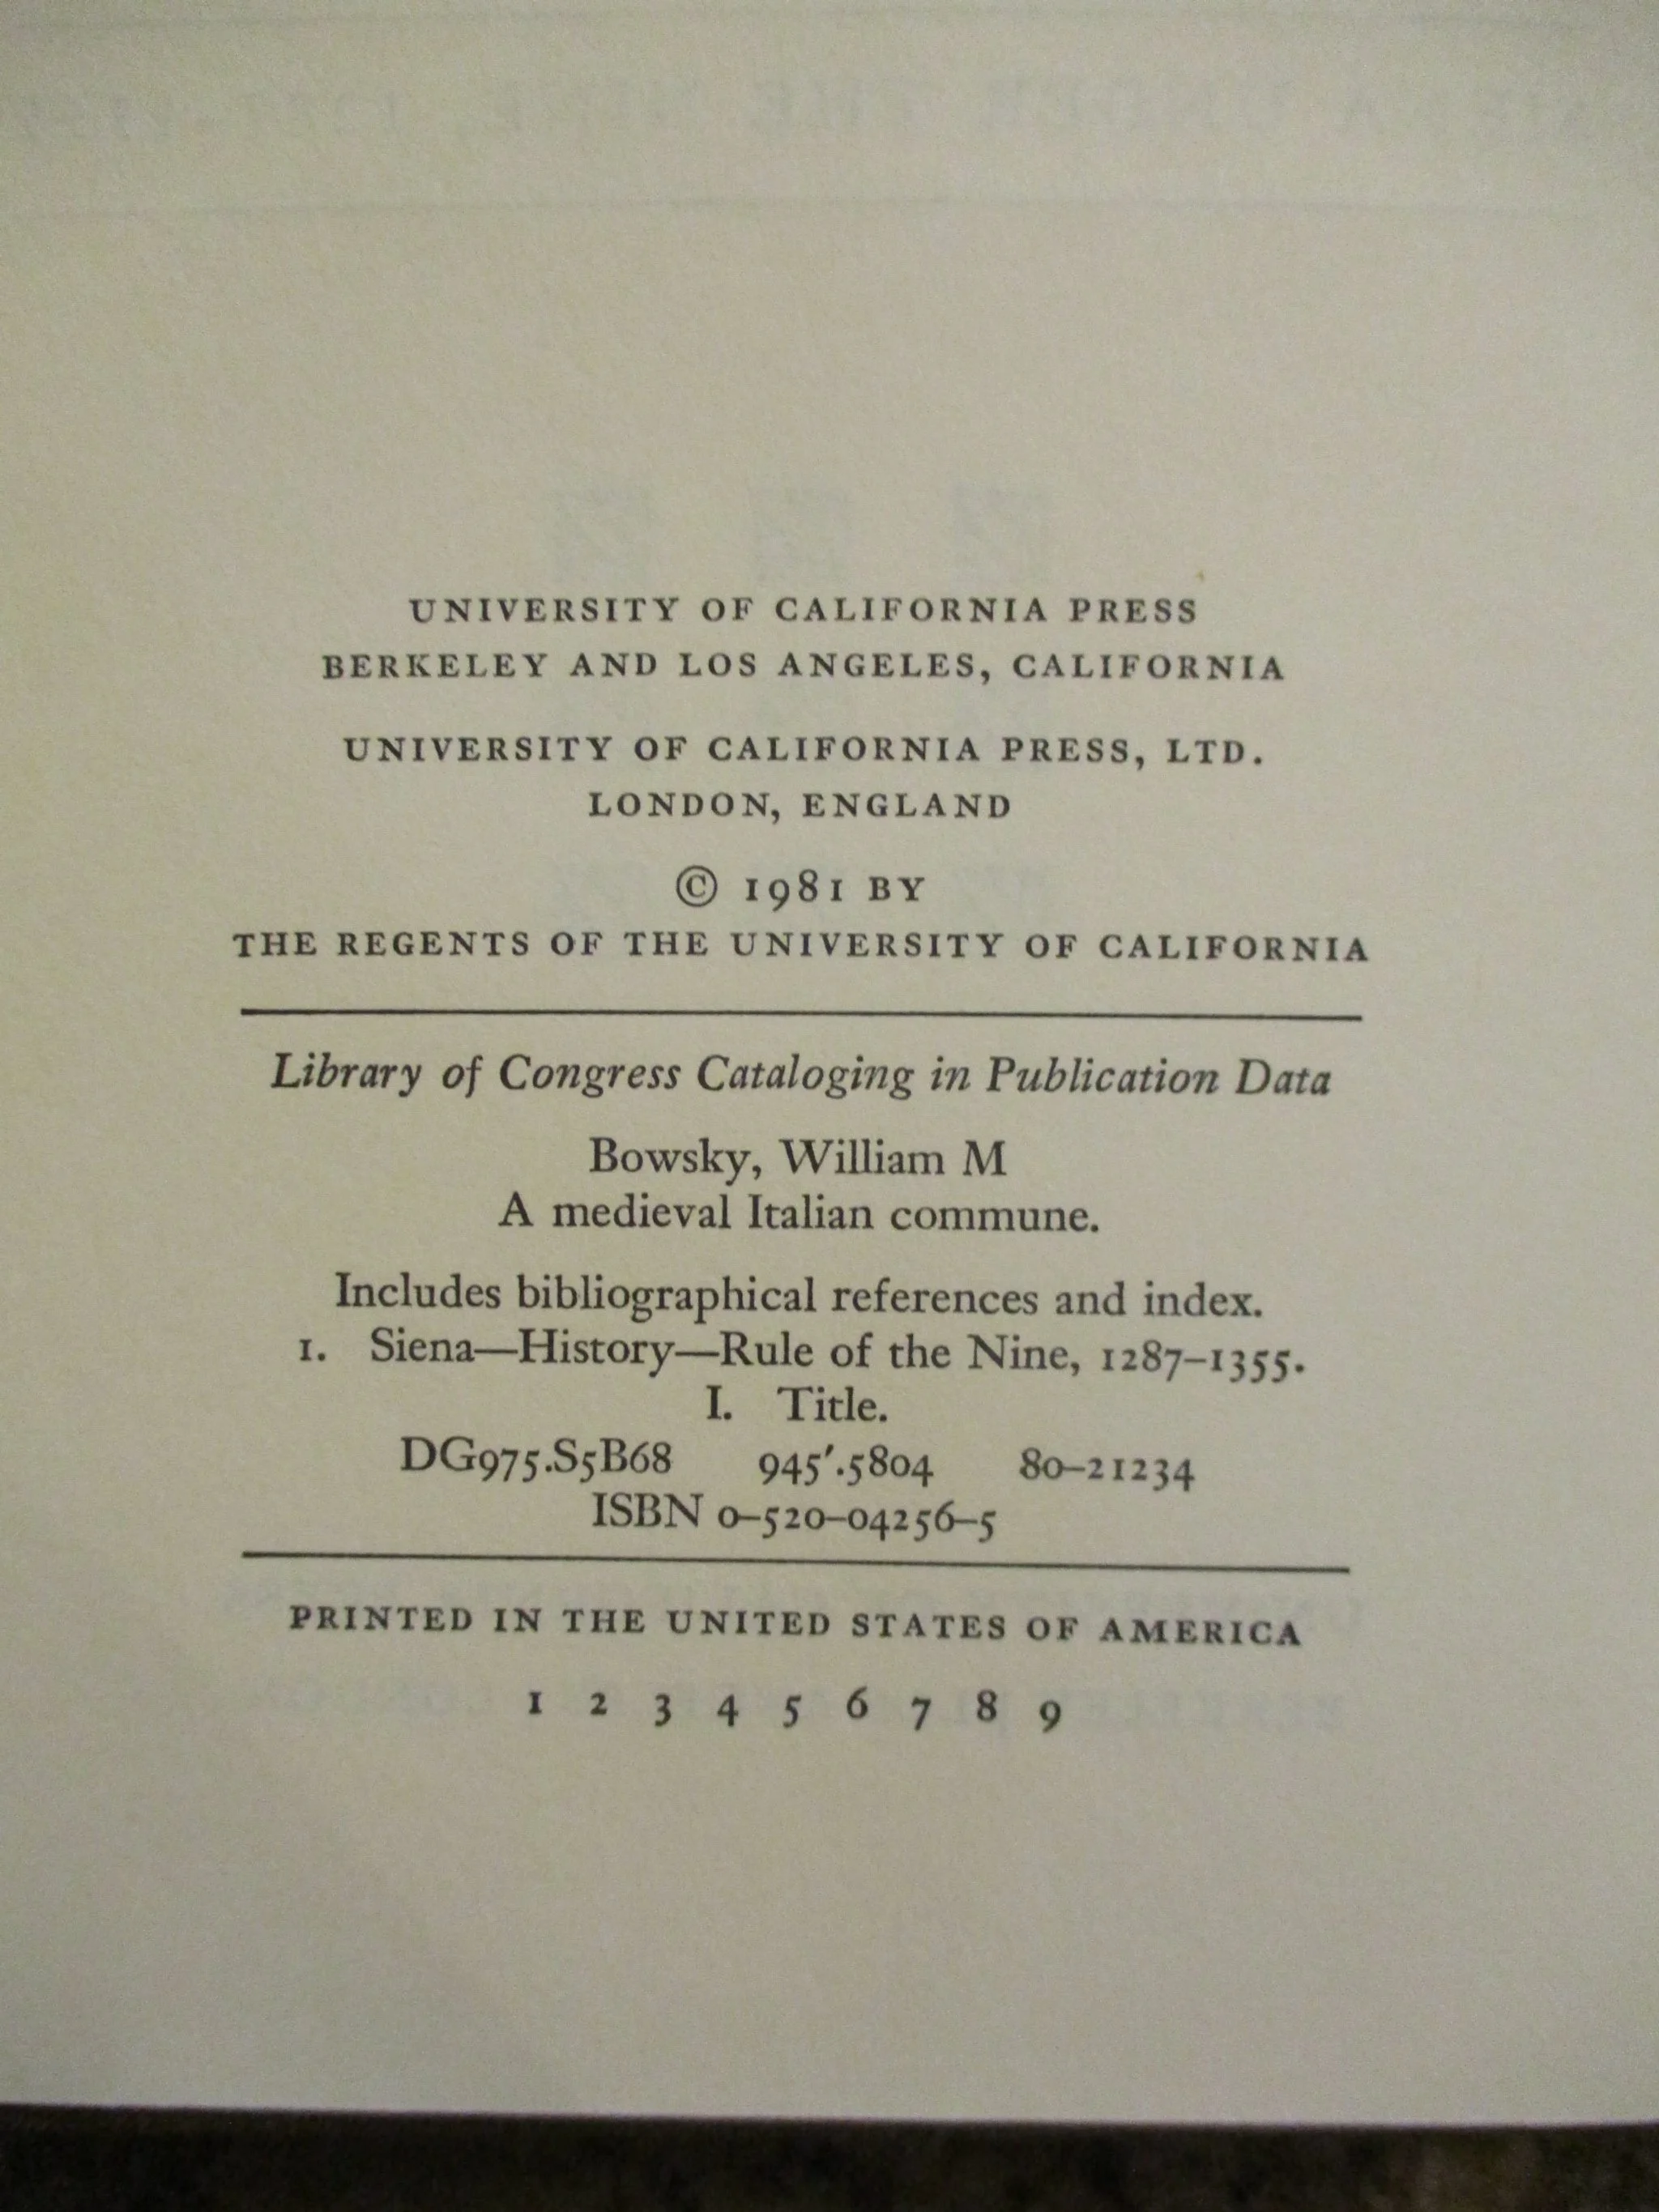 UNIVERSITY OF CALIFORNIA PRESS
BERKELEY AND LOS ANGELES, CALIFORNIA
UNIVERSITY OF CALIFORNIA PRESS, LTD.
LONDON, ENGLAND
© 1981 BY
THE REGENTS OF THE UNIVERSITY OF CALIFORNIA
Library of Congress Cataloging in Publication Data
Bowsky, William M
A medieval Italian commune.
Includes bibliographical references and index.
1. Siena—History—Rule of the Nine, 1287–1355.
I. Title.
DG975.S5B68 945′.5804 80–21234
ISBN 0–520–04256–5
PRINTED IN THE UNITED STATES OF AMERICA
1 2 3 4 5 6 7 8 9